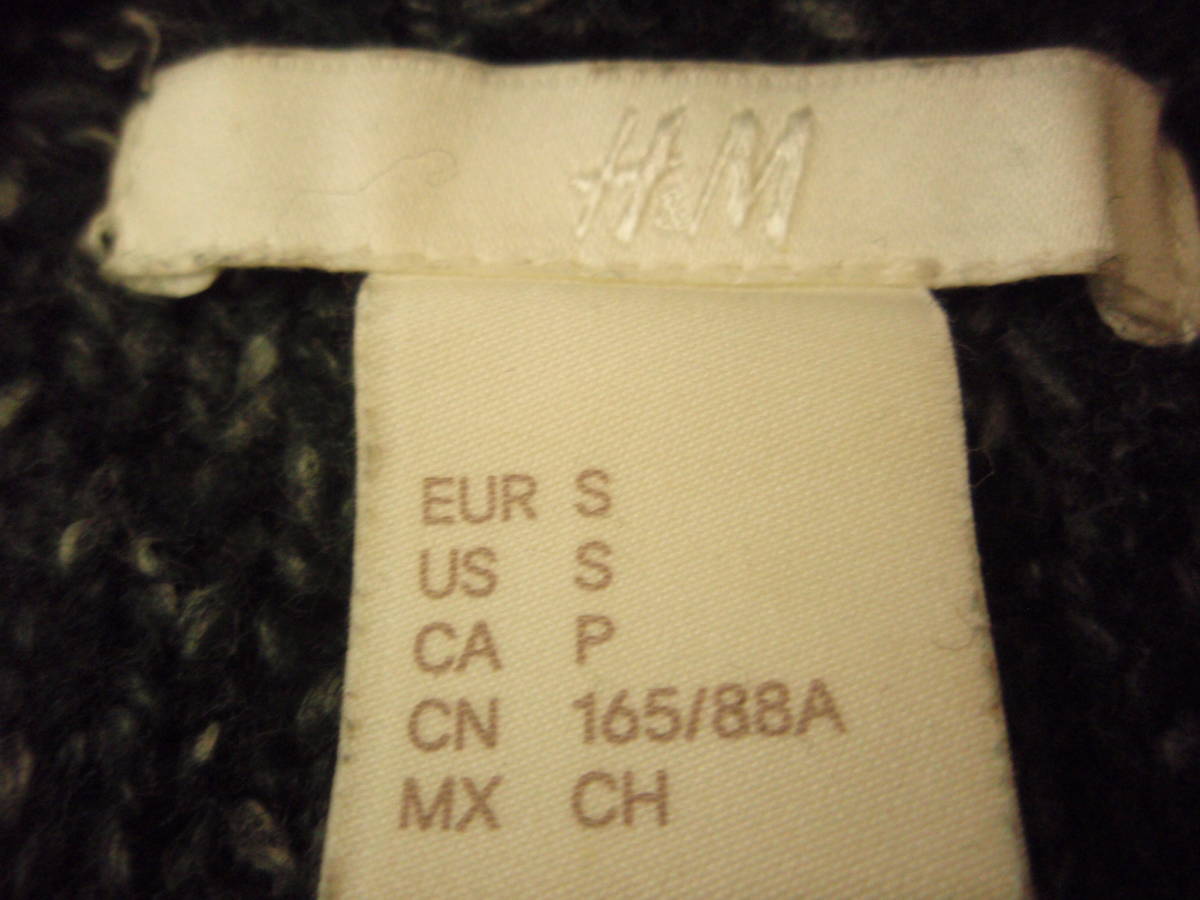 H&M
EUR S
US S
CA P
CN 165/88A
MX CH